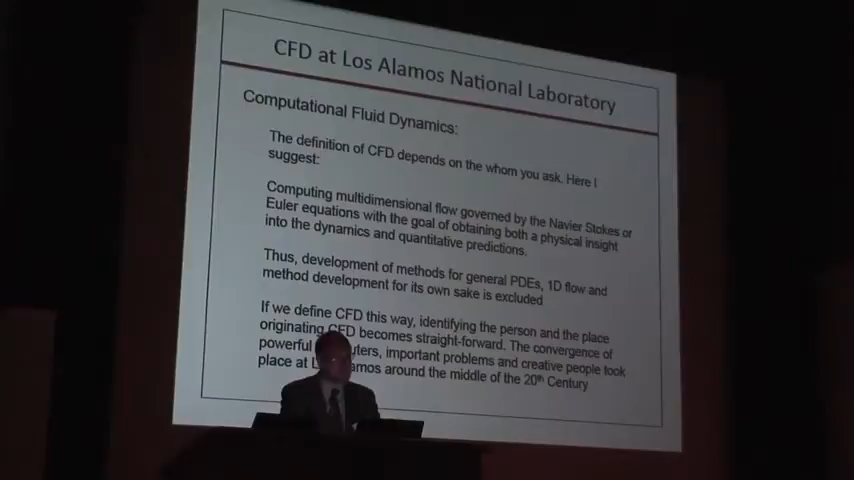 CFD at Los Alamos National Laboratory
Computational Fluid Dynamics:
The definition of CFD depends on the whom you ask. Here I
suggest:
Computing multidimensional flow governed by the Navier Stokes or
Euler equations with the goal of obtaining both a physical insight
into the dynamics and quantitative predictions.
Thus, development of methods for general PDEs, 1D flow and
method development for its own sake is excluded
If we define CFD this way, identifying the person and the place
originating CFD becomes straight-forward. The convergence of
powerful important problems and creative people took
place at around the middle of the 20th Century